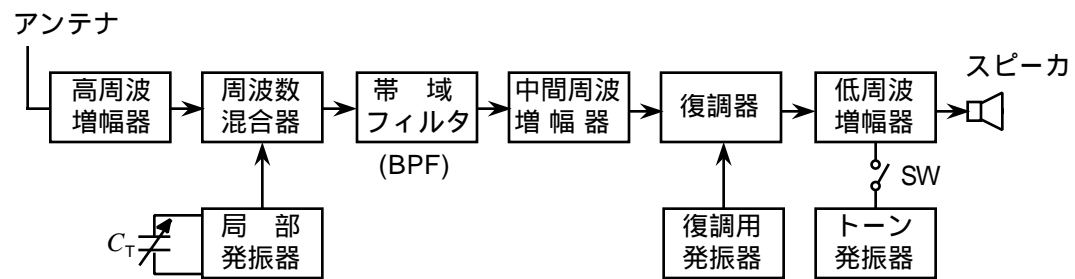 アンテナ
スピーカ
高周波
増幅器
周波数
混合器
帯 域
フィルタ
(BPF)
中間周波
増 幅 器
復調器
低周波
増幅器
SW
CT
局 部
発振器
復調用
発振器
トーン
発振器